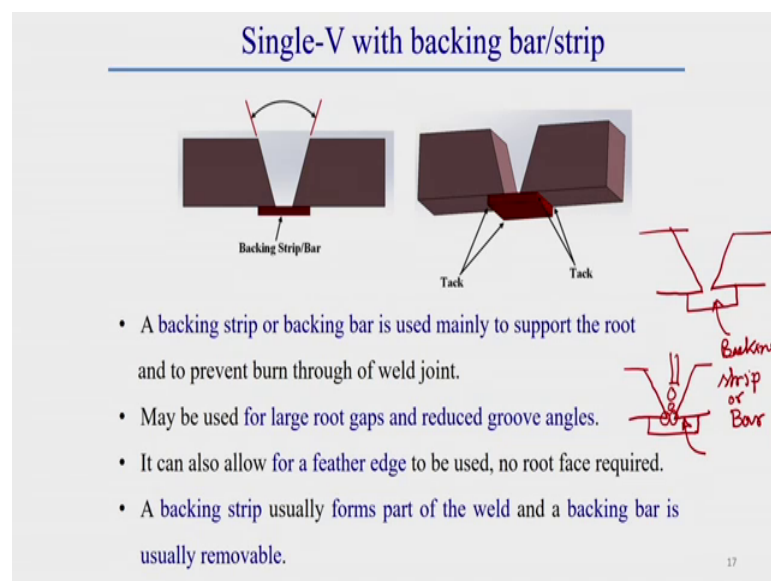 Single-V with backing bar/strip
Backing Strip/Bar
Tack
Tack
• A backing strip or backing bar is used mainly to support the root
and to prevent burn through of weld joint.
• May be used for large root gaps and reduced groove angles.
• It can also allow for a feather edge to be used, no root face required.
• A backing strip usually forms part of the weld and a backing bar is
usually removable.
strip
or
Bar
17